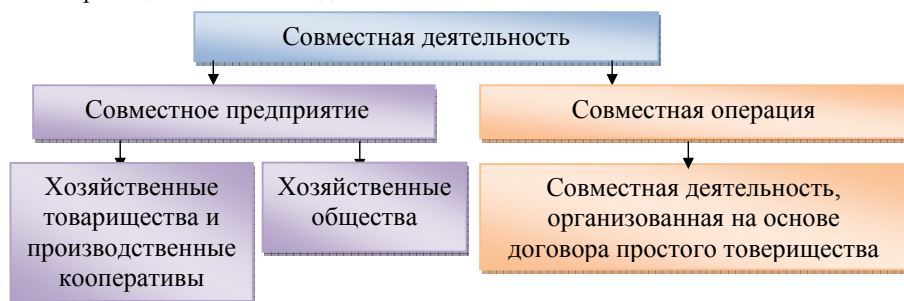 Совместная деятельность
Совместное предприятие
Совместная операция
Хозяйственные
товарищества и
производственные
кооперативы
Хозяйственные
общества
Совместная деятельность,
организованная на основе
договора простого товерищества